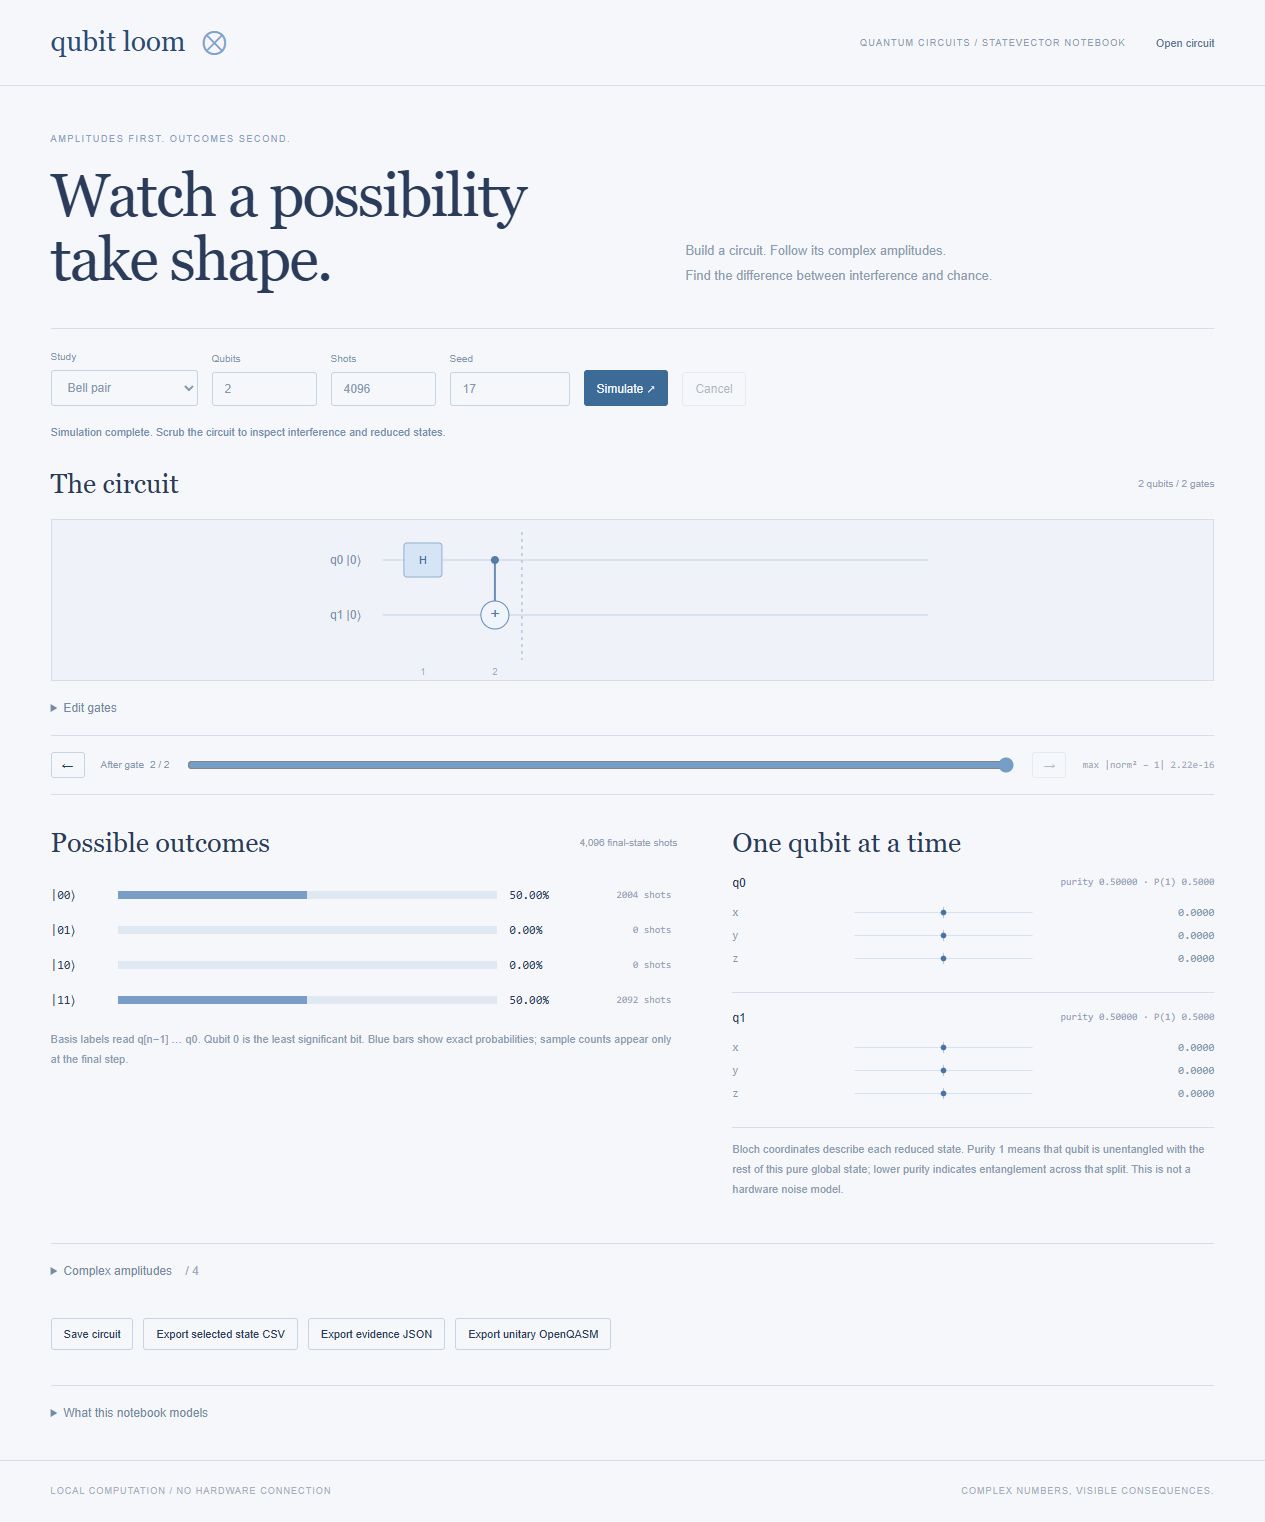 qubit loom
QUANTUM CIRCUITS / STATEVECTOR NOTEBOOK
Open circuit
AMPLITUDES FIRST. OUTCOMES SECOND.
Watch a possibility
take shape.
Build a circuit. Follow its complex amplitudes.
Find the difference between interference and chance.
Study
Qubits
Shots
Seed
Bell pair
2
4096
17
Simulate ↗
Cancel
Simulation complete. Scrub the circuit to inspect interference and reduced states.
The circuit
2 qubits / 2 gates
q0 |0⟩
H
q1 |0⟩
+
1
2
Edit gates
←
After gate 2 / 2
→
max |norm² − 1| 2.22e-16
Possible outcomes
4,096 final-state shots
|00⟩ 50.00% 2004 shots
|01⟩ 0.00% 0 shots
|10⟩ 0.00% 0 shots
|11⟩ 50.00% 2092 shots
Basis labels read q[n−1] … q0. Qubit 0 is the least significant bit. Blue bars show exact probabilities; sample counts appear only
at the final step.
One qubit at a time
q0
purity 0.50000 · P(1) 0.5000
x 0.0000
y 0.0000
z 0.0000
q1
purity 0.50000 · P(1) 0.5000
x 0.0000
y 0.0000
z 0.0000
Bloch coordinates describe each reduced state. Purity 1 means that qubit is unentangled with the
rest of this pure global state; lower purity indicates entanglement across that split. This is not a
hardware noise model.
Complex amplitudes / 4
Save circuit
Export selected state CSV
Export evidence JSON
Export unitary OpenQASM
What this notebook models
LOCAL COMPUTATION / NO HARDWARE CONNECTION
COMPLEX NUMBERS, VISIBLE CONSEQUENCES.